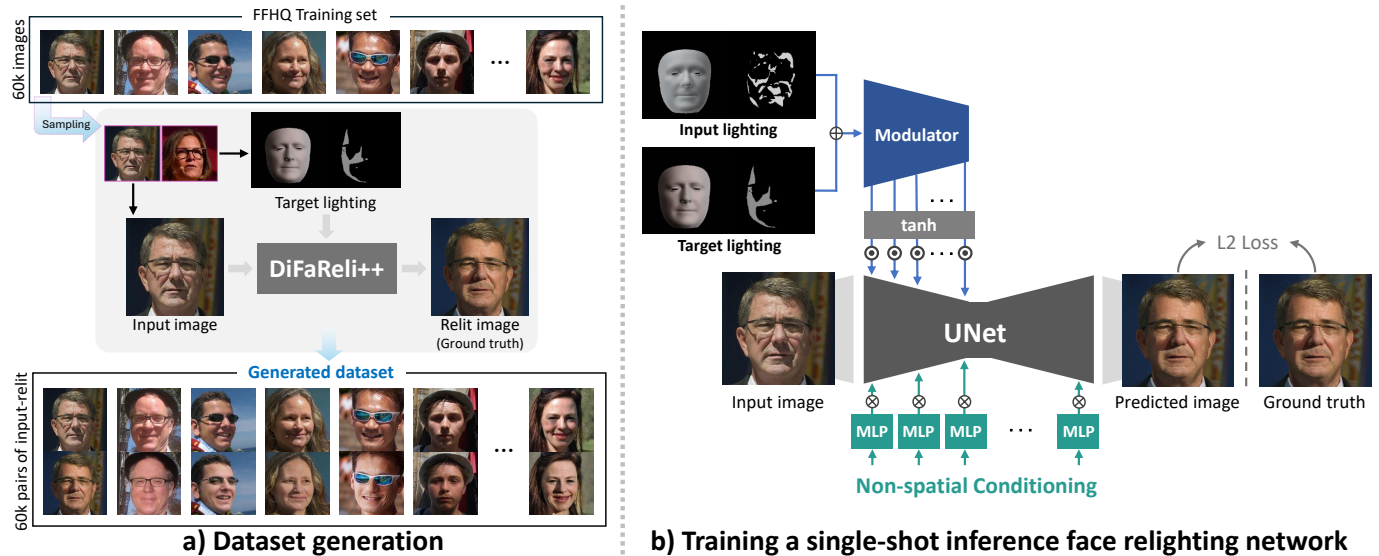 FFHQ Training set
60k images
Sampling
Target lighting
DiFaReli++
Input image
Relit image
(Ground truth)
Generated dataset
60k pairs of input-relit
...
a) Dataset generation
Input lighting
Target lighting
Modulator
...
tanh
...
L2 Loss
UNet
Input image
Predicted image
Ground truth
MLP
MLP
MLP
...
MLP
Non-spatial Conditioning
b) Training a single-shot inference face relighting network